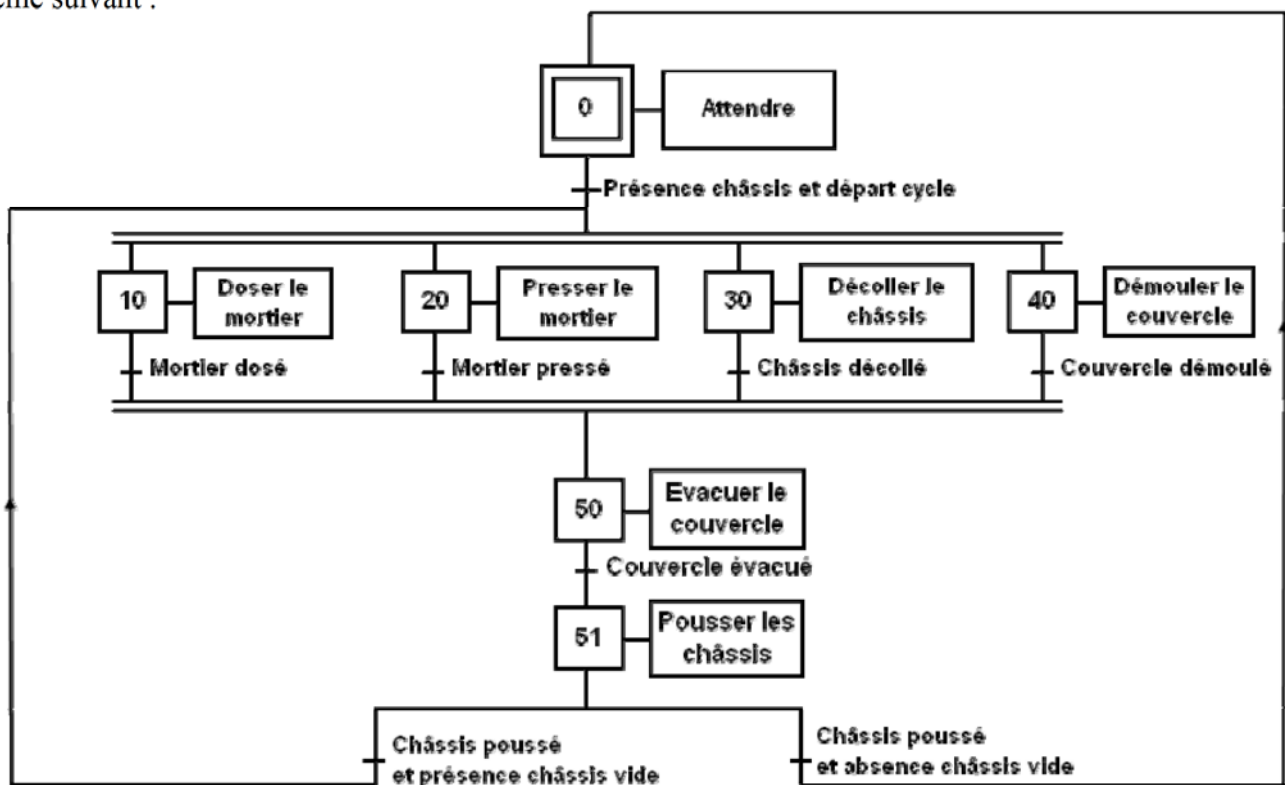 suivant :
0
Attendre
Présence châssis et départ cycle
10
Doser le
mortier
20
Presser le
mortier
30
Décoller le
châssis
40
Démouler le
couvercle
Mortier dosé
Mortier pressé
Châssis décollé
Couvercle démoulé
50
Evacuer le
couvercle
Couvercle évacué
51
Pousser les
châssis
Châssis poussé
et présence châssis vide
Châssis poussé
et absence châssis vide